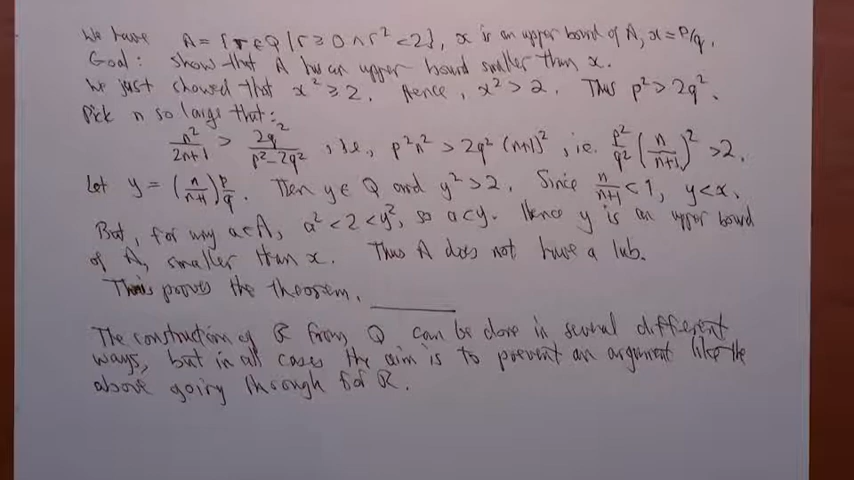 We have A = {r ∈ Q | r ≥ 0 ∧ r² < 2}, x is an upper bound of A, x = P/q.
Goal: show that A has an upper bound smaller than x.
We just showed that x² ≥ 2. Hence, x² > 2. Thus p² > 2q².
Pick n so large that:
n²/(2n+1) > 2q²/(p²-2q²), i.e., p²n² > 2q²(n+1)², i.e. p²/q² (n/(n+1))² > 2.
Let y = (n/(n+1)) p/q. Then y ∈ Q and y² > 2. Since n/(n+1) < 1, y < x.
But, for any a ∈ A, a² < 2 < y², so a < y. Hence y is an upper bound
of A, smaller than x. Thus A does not have a lub.
This proves the theorem.
The construction of R from Q can be done in several different
ways, but in all cases the aim is to prevent an argument like the
above going through for R.